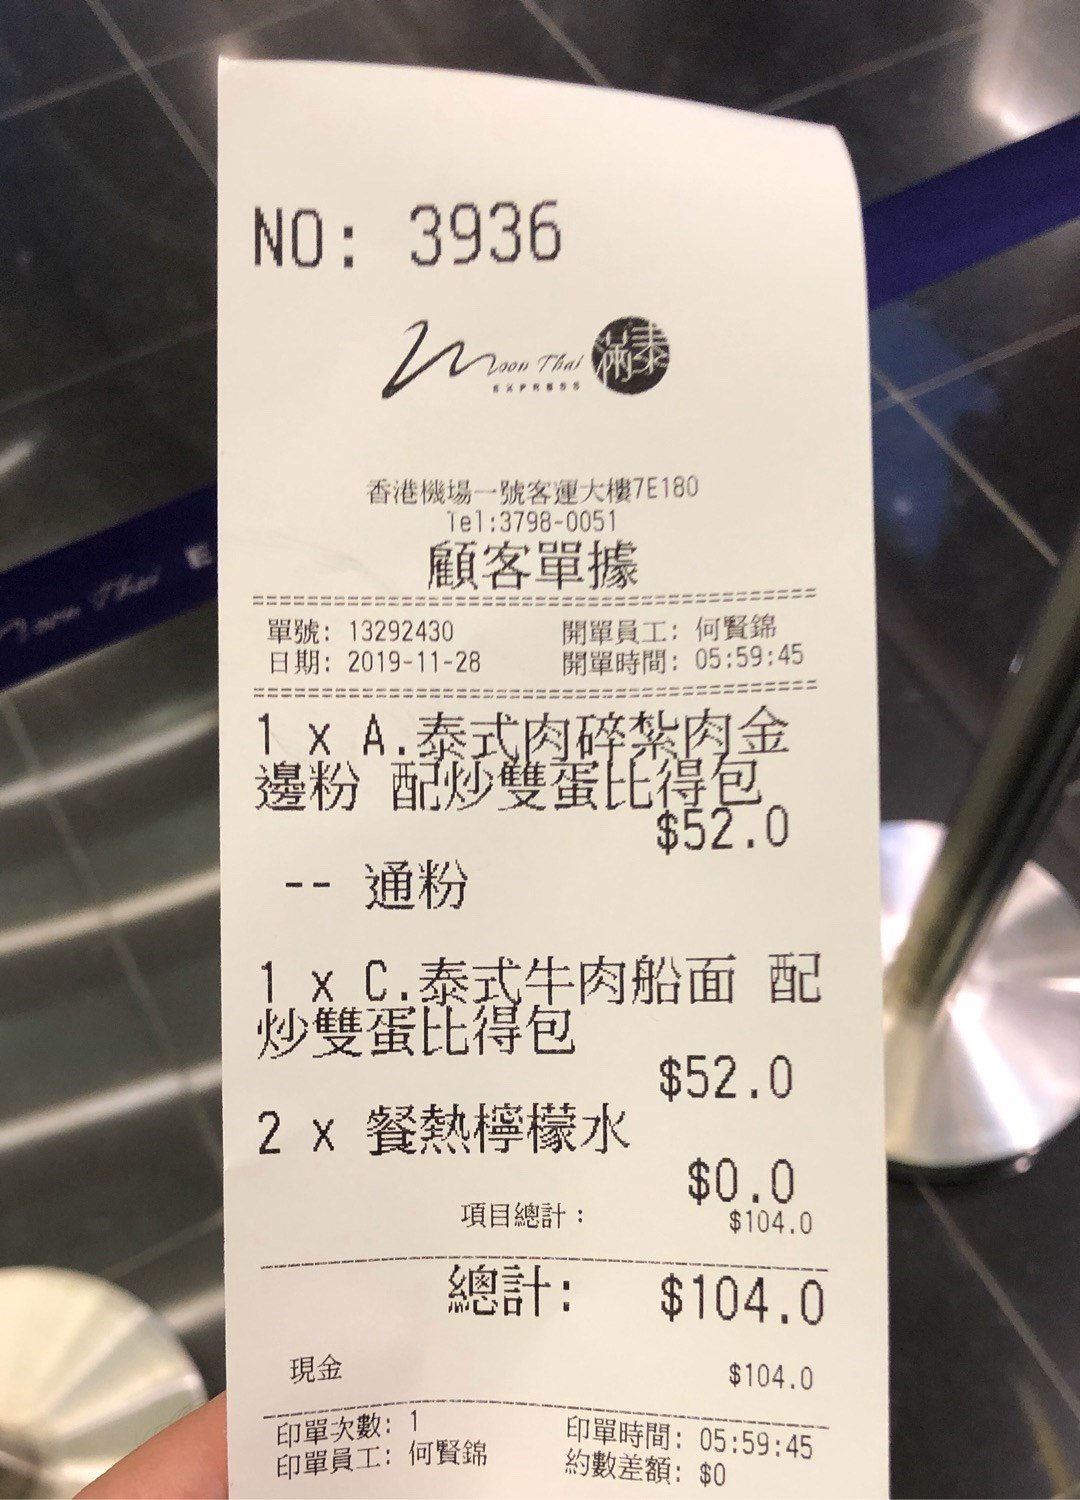 NO: 3936
Moon Thai 滿泰
EXPRESS
香港機場一號客運大樓7E180
Tel:3798-0051
顧客單據
單號: 13292430 開單員工: 何賢錦
日期: 2019-11-28 開單時間: 05:59:45
1 x A.泰式肉碎紮肉金
邊粉 配炒雙蛋比得包
$52.0
-- 通粉
1 x C.泰式牛肉船面 配
炒雙蛋比得包
$52.0
2 x 餐熱檸檬水
$0.0
項目總計: $104.0
總計: $104.0
現金 $104.0
印單次數: 1 印單時間: 05:59:45
印單員工: 何賢錦 約數差額: $0
Moon Thai E